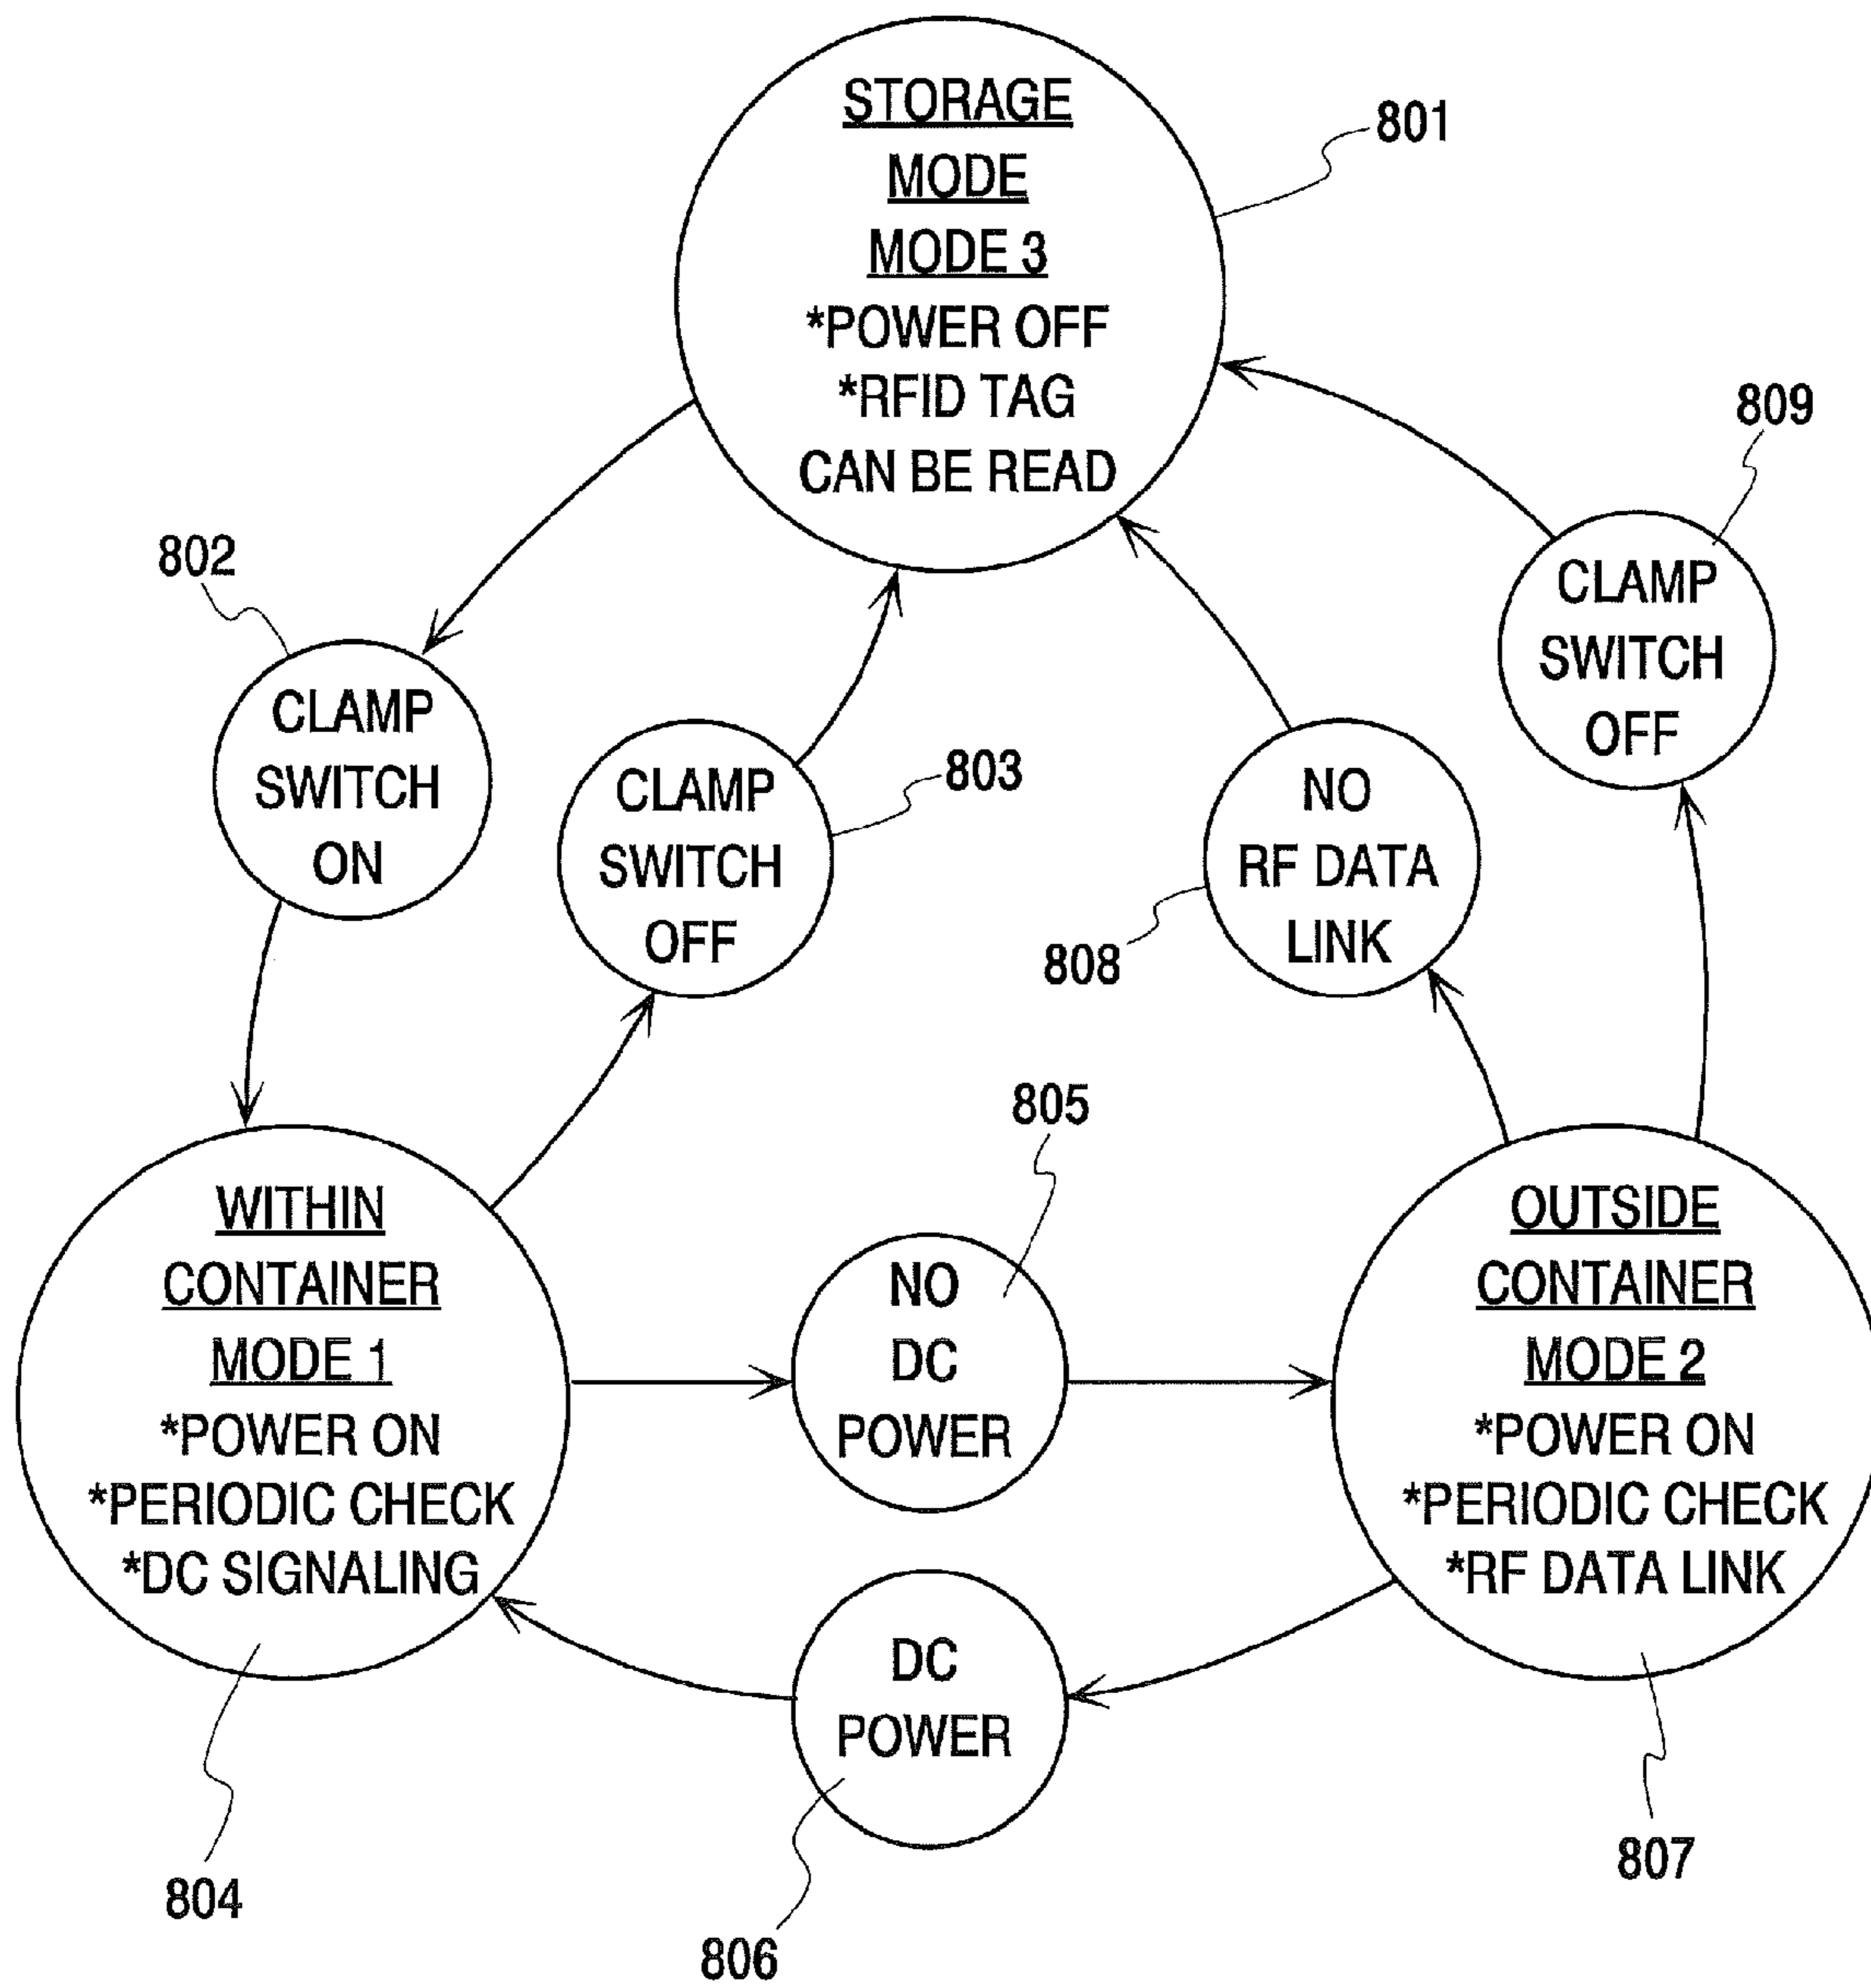 STORAGE
MODE
MODE 3
*POWER OFF
*RFID TAG
CAN BE READ
801
802
CLAMP
SWITCH
ON
803
CLAMP
SWITCH
OFF
808
NO
RF DATA
LINK
809
CLAMP
SWITCH
OFF
WITHIN
CONTAINER
MODE 1
*POWER ON
*PERIODIC CHECK
*DC SIGNALING
804
805
NO
DC
POWER
DC
POWER
806
OUTSIDE
CONTAINER
MODE 2
*POWER ON
*PERIODIC CHECK
*RF DATA LINK
807